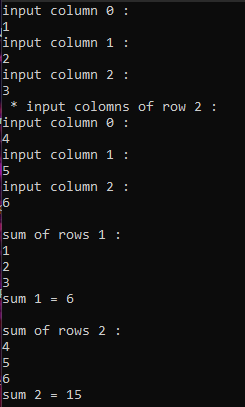 input column 0 :
1
input column 1 :
2
input column 2 :
3
* input colomns of row 2 :
input column 0 :
4
input column 1 :
5
input column 2 :
6
sum of rows 1 :
1
2
3
sum 1 = 6
sum of rows 2 :
4
5
6
sum 2 = 15